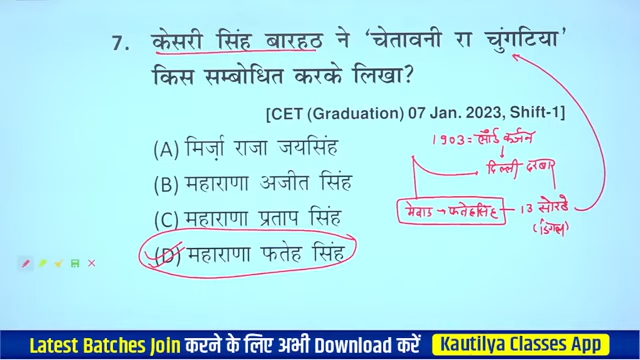 7. केसरी सिंह बारहठ ने ‘चेतावनी रा चुंगटिया’
किस सम्बोधित करके लिखा?
[CET (Graduation) 07 Jan. 2023, Shift-1]
1903 = लॉर्ड कर्जन
(A) मिर्ज़ा राजा जयसिंह
दिल्ली दरबार
(B) महाराणा अजीत सिंह
(C) महाराणा प्रताप सिंह
मेवाड़ → फतेहसिंह — 13 सोरठे
(डिंगल)
(D) महाराणा फतेह सिंह
Latest Batches Join करने के लिए अभी Download करें Kautilya Classes App